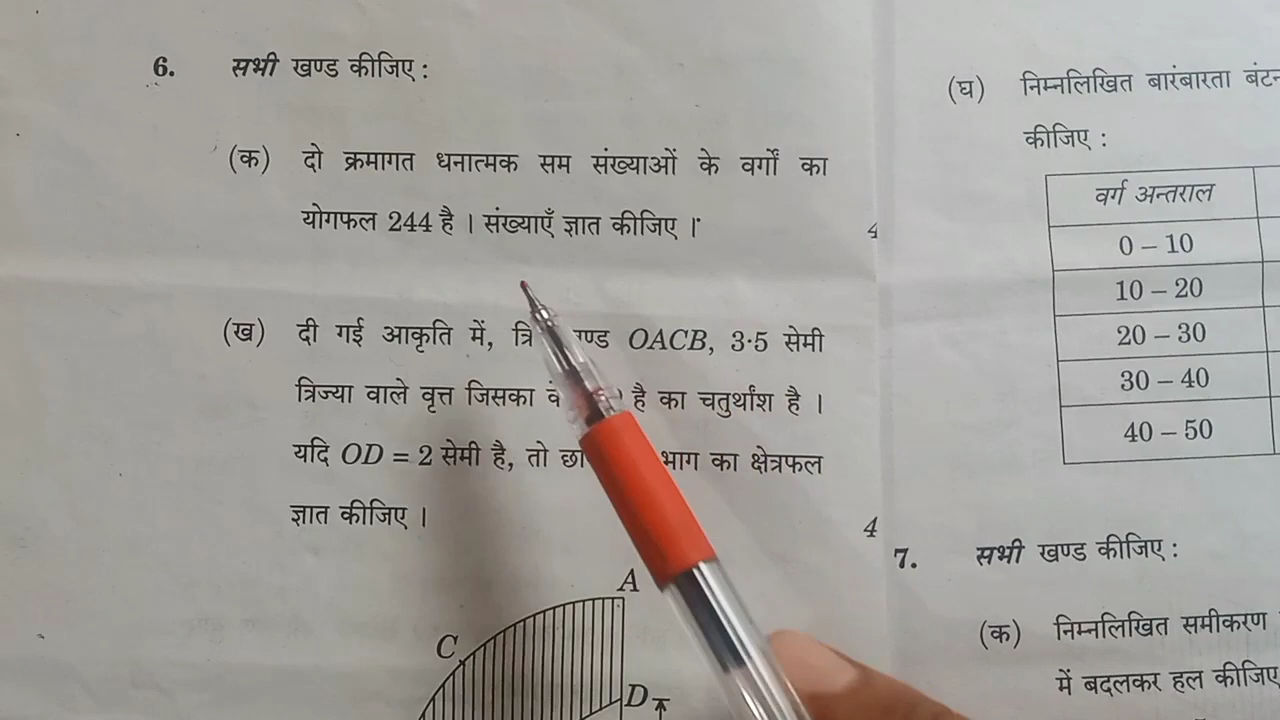 6. सभी खण्ड कीजिए :
(क) दो क्रमागत धनात्मक सम संख्याओं के वर्गों का
योगफल 244 है । संख्याएँ ज्ञात कीजिए । 4
(ख) दी गई आकृति में, OACB, 3·5 सेमी
त्रिज्या वाले वृत्त जिसका है का चतुर्थांश है ।
यदि OD = 2 सेमी है, तो भाग का क्षेत्रफल
ज्ञात कीजिए । 4
A
C
D
(घ) निम्नलिखित बारंबारता
कीजिए :
वर्ग अन्तराल
0 – 10
10 – 20
20 – 30
30 – 40
40 – 50
7. सभी खण्ड कीजिए :
(क) निम्नलिखित समीकरण
में बदलकर हल कीजिए